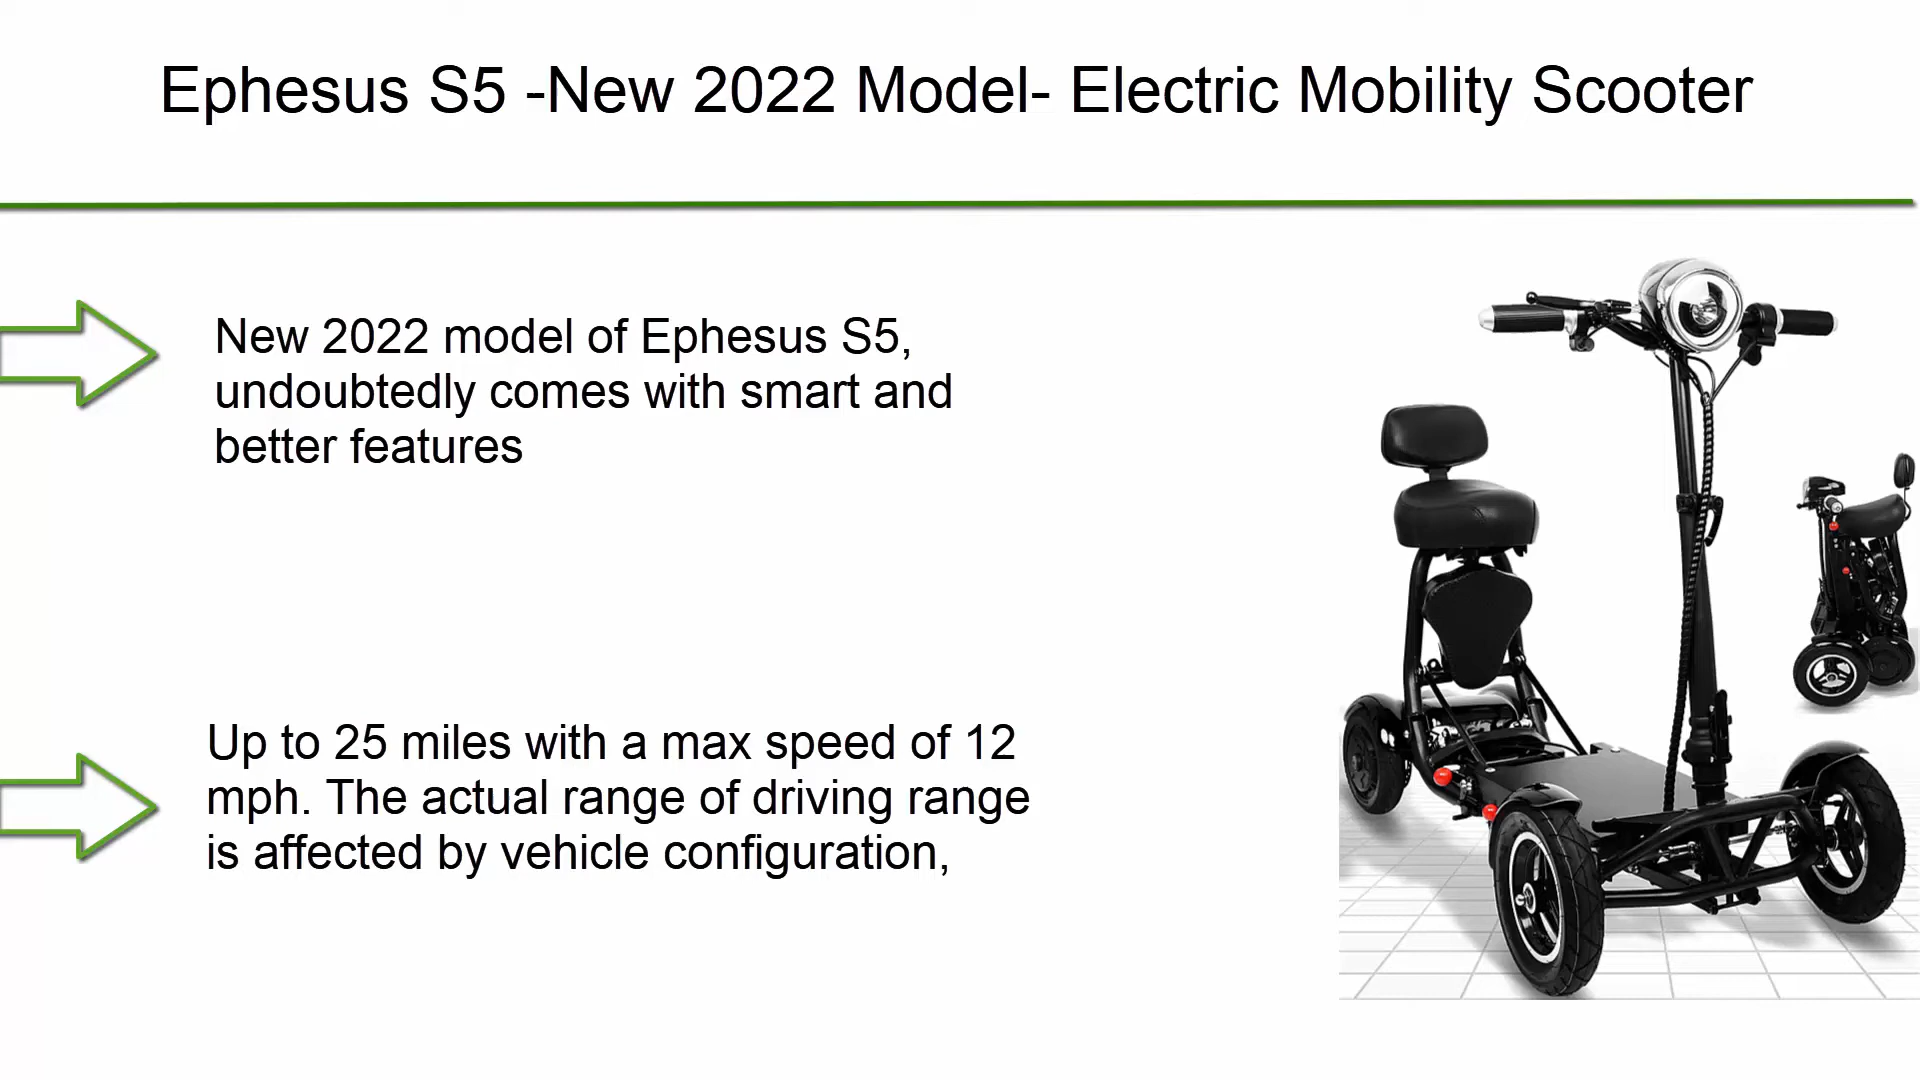 Ephesus S5 -New 2022 Model- Electric Mobility Scooter
New 2022 model of Ephesus S5,
undoubtedly comes with smart and
better features
Up to 25 miles with a max speed of 12
mph. The actual range of driving range
is affected by vehicle configuration,